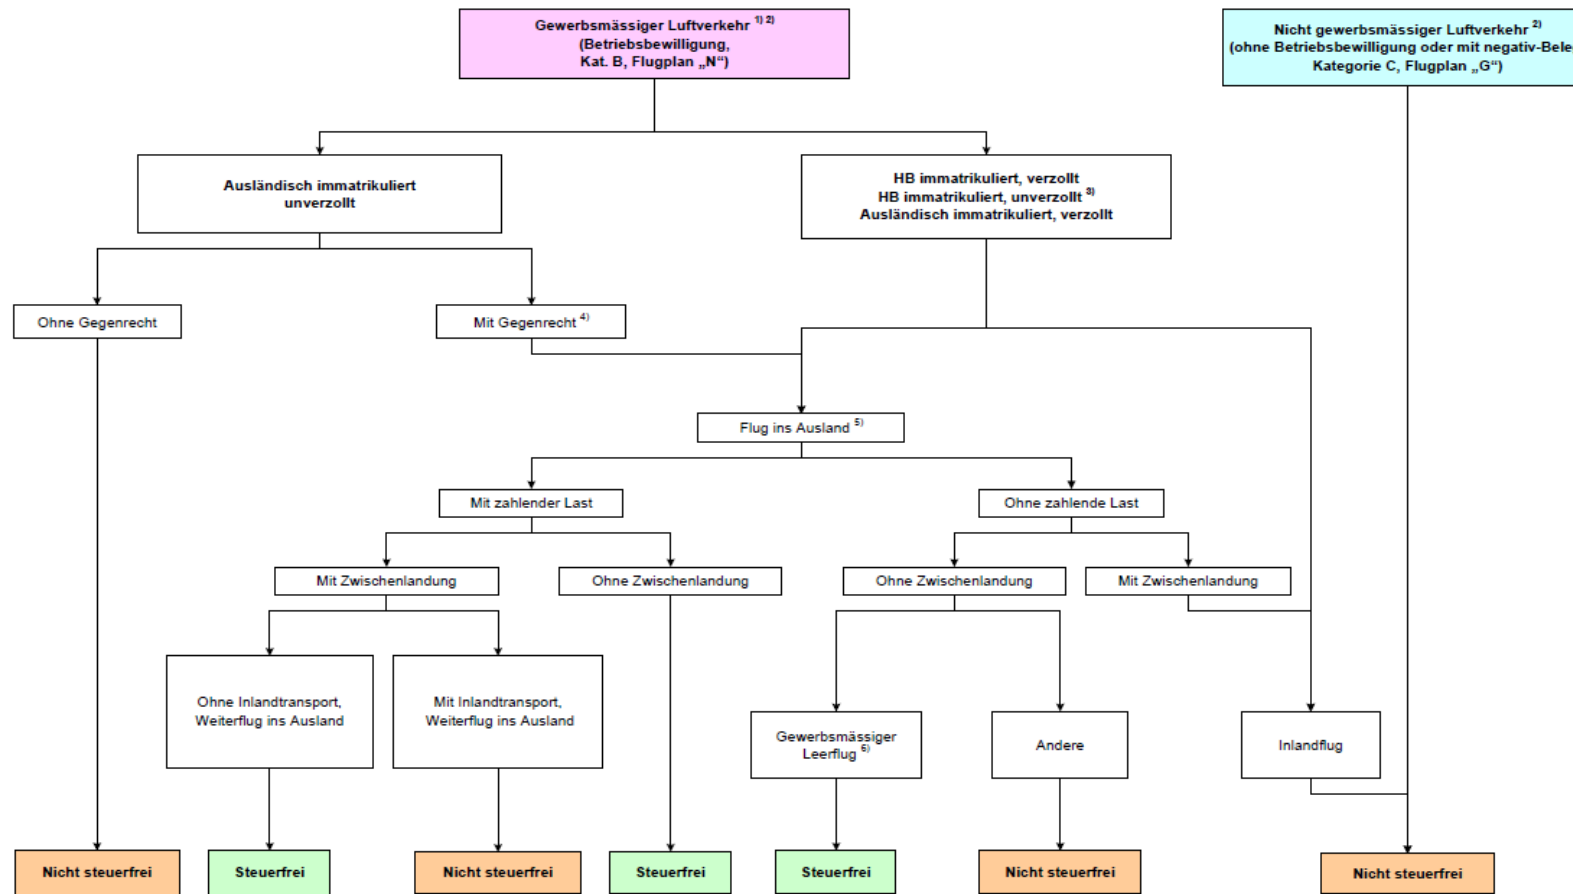 Gewerbsmässiger Luftverkehr 1) 2)
(Betriebsbewilligung,
Kat. B, Flugplan „N“)
Nicht gewerbsmässiger Luftverkehr 2)
(ohne Betriebsbewilligung oder mit negativ-Bele
Kategorie C, Flugplan „G“)
Ausländisch immatrikuliert
unverzollt
HB immatrikuliert, verzollt
HB immatrikuliert, unverzollt 3)
Ausländisch immatrikuliert, verzollt
Ohne Gegenrecht
Mit Gegenrecht 4)
Flug ins Ausland 5)
Mit zahlender Last
Ohne zahlende Last
Mit Zwischenlandung
Ohne Zwischenlandung
Ohne Zwischenlandung
Mit Zwischenlandung
Ohne Inlandtransport,
Weiterflug ins Ausland
Mit Inlandtransport,
Weiterflug ins Ausland
Gewerbsmässiger
Leerflug 6)
Andere
Inlandflug
Nicht steuerfrei
Steuerfrei
Nicht steuerfrei
Steuerfrei
Steuerfrei
Nicht steuerfrei
Nicht steuerfrei